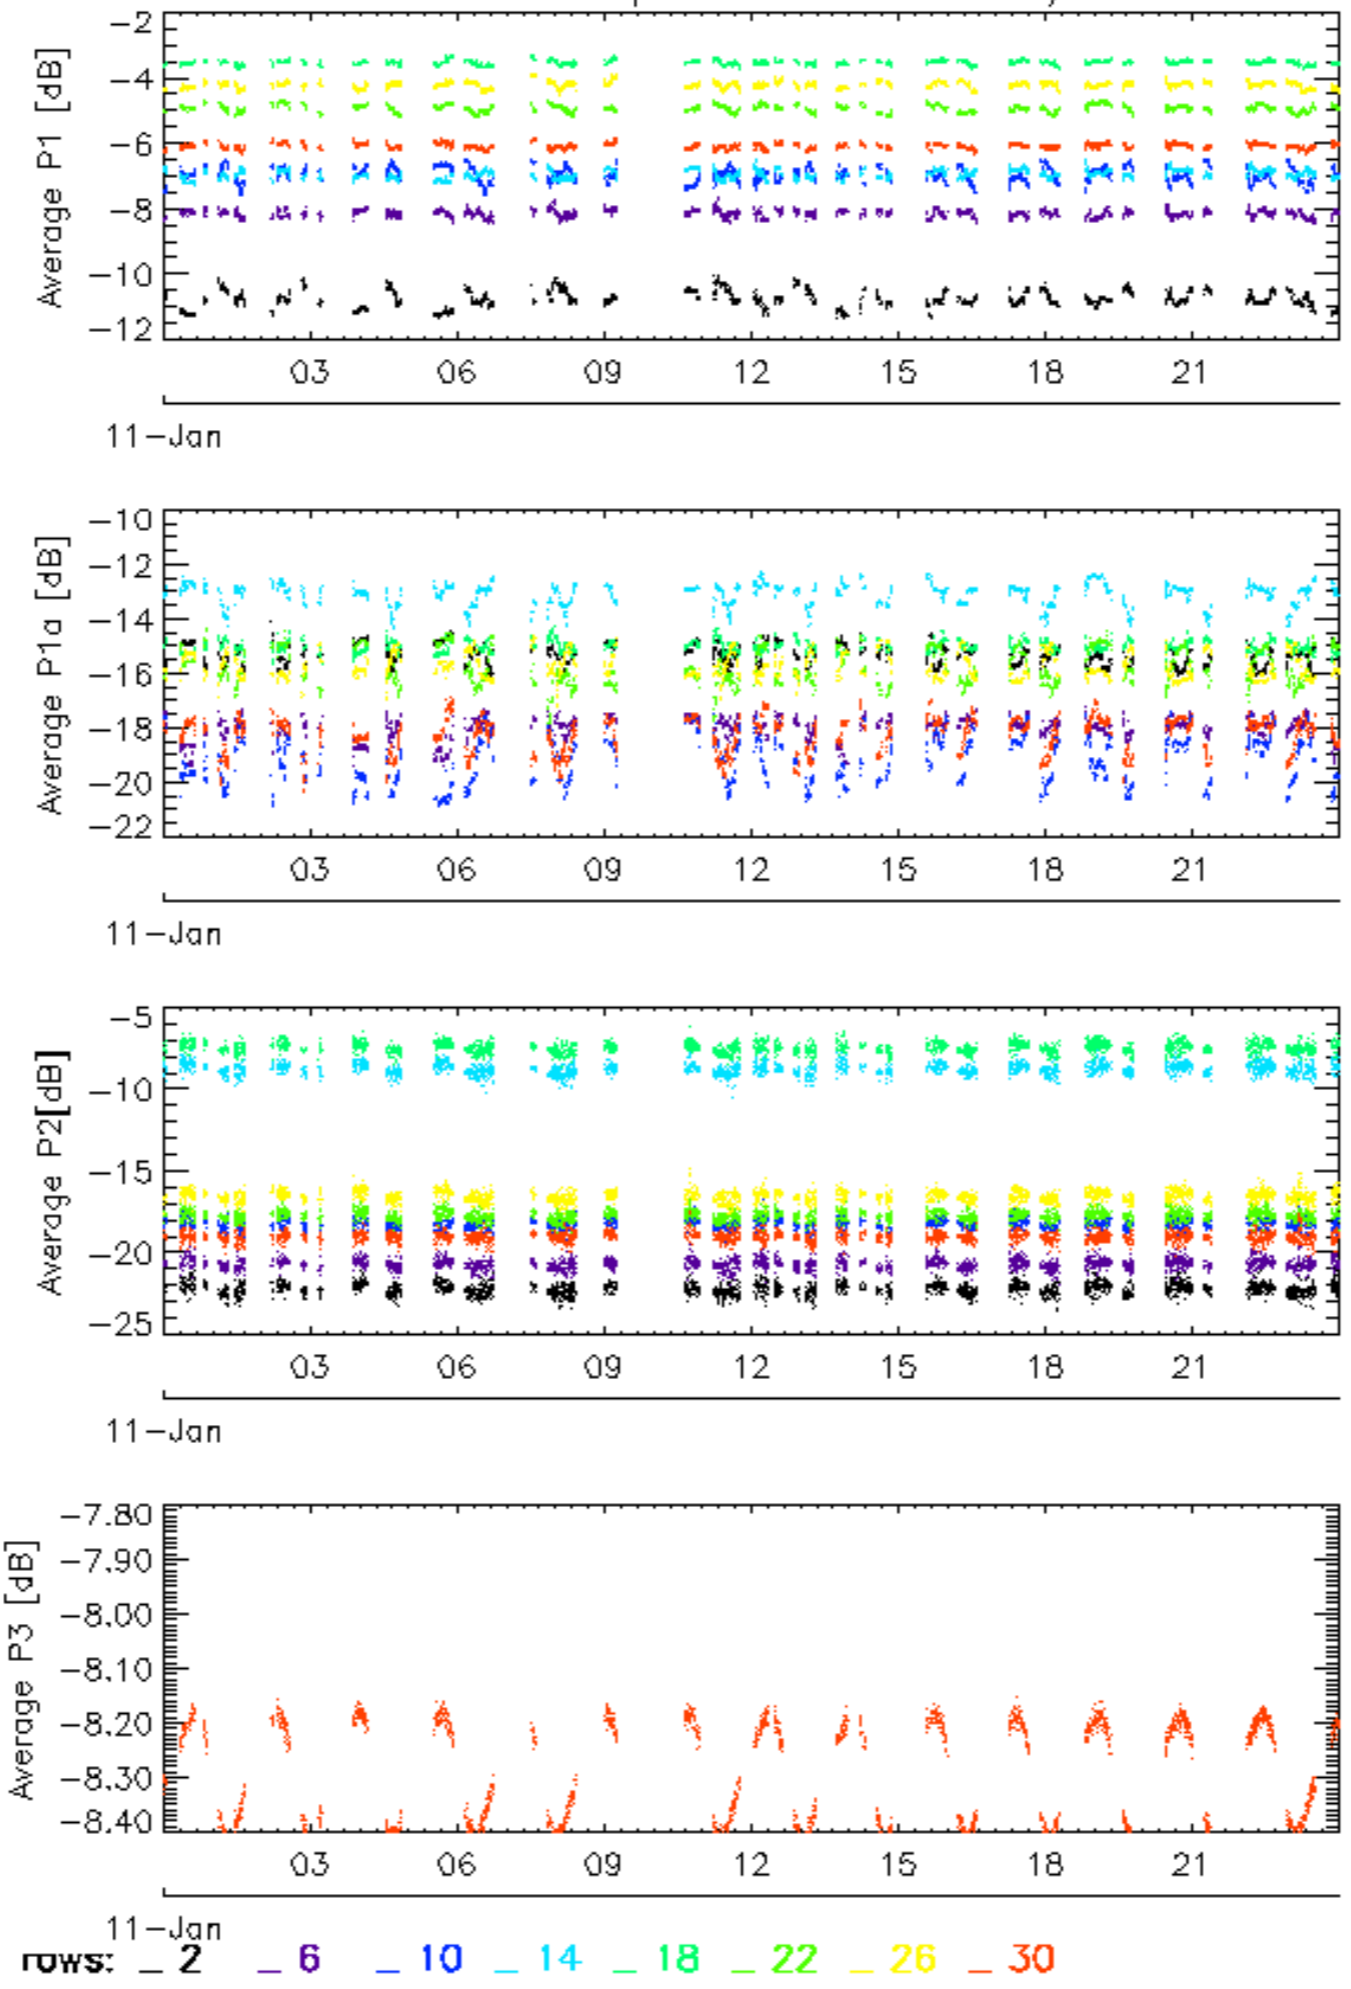 Average P1 [dB]
-2
-4
-6
-8
-10
-12
03 06 09 12 15 18 21
11-Jan
Average P1a [dB]
-10
-12
-14
-16
-18
-20
-22
03 06 09 12 15 18 21
11-Jan
Average P2[dB]
-5
-10
-15
-20
-25
03 06 09 12 15 18 21
11-Jan
Average P3 [dB]
-7.80
-7.90
-8.00
-8.10
-8.20
-8.30
-8.40
03 06 09 12 15 18 21
11-Jan
rows: _ 2 _ 6 _ 10 _ 14 _ 18 _ 22 _ 26 _ 30